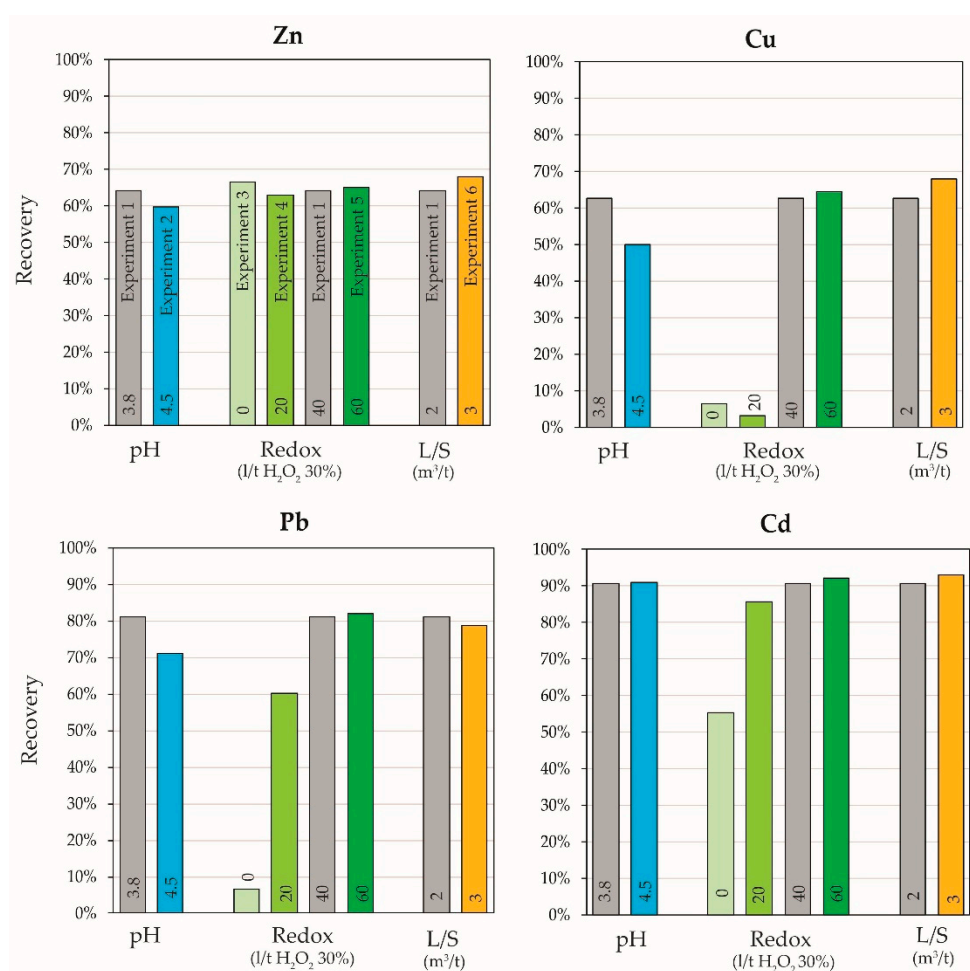 Zn
100%
90%
80%
70%
60%
50%
40%
30%
20%
10%
0%
Recovery
Experiment 1
3.8
Experiment 2
4.5
Experiment 3
0
Experiment 4
20
Experiment 1
40
Experiment 5
60
Experiment 1
2
Experiment 6
3
pH
Redox
(l/t H₂O₂ 30%)
L/S
(m³/t)
Cu
100%
90%
80%
70%
60%
50%
40%
30%
20%
10%
0%
3.8
4.5
0
20
40
60
2
3
pH
Redox
(l/t H₂O₂ 30%)
L/S
(m³/t)
Pb
100%
90%
80%
70%
60%
50%
40%
30%
20%
10%
0%
Recovery
3.8
4.5
0
20
40
60
2
3
pH
Redox
(l/t H₂O₂ 30%)
L/S
(m³/t)
Cd
100%
90%
80%
70%
60%
50%
40%
30%
20%
10%
0%
3.8
4.5
0
20
40
60
2
3
pH
Redox
(l/t H₂O₂ 30%)
L/S
(m³/t)